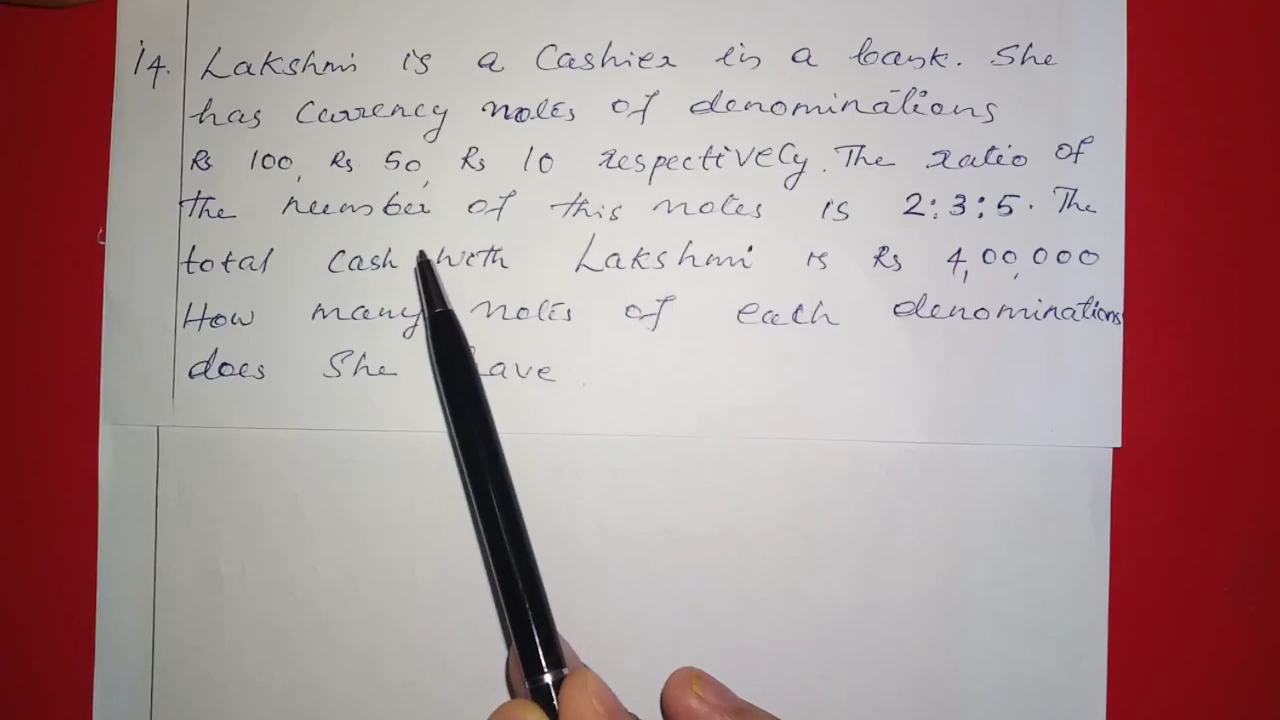 14. Lakshmi is a Cashier in a bank. She
has Currency notes of denominations
Rs 100, Rs 50, Rs 10 respectively. The ratio of
the number of this notes is 2:3:5. The
total cash with Lakshmi is Rs 4,00,000
How many notes of each denominations
does She have.